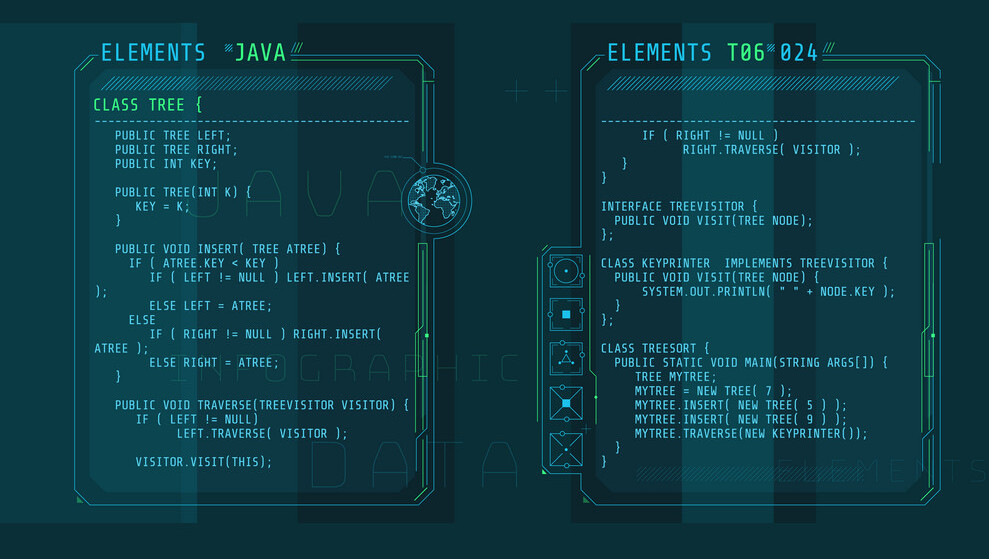 ELEMENTS JAVA
CLASS TREE {
PUBLIC TREE LEFT;
PUBLIC TREE RIGHT;
PUBLIC INT KEY;
PUBLIC TREE(INT K) {
KEY = K;
}
PUBLIC VOID INSERT( TREE ATREE) {
IF ( ATREE.KEY < KEY )
IF ( LEFT != NULL ) LEFT.INSERT( ATREE
);
ELSE LEFT = ATREE;
ELSE
IF ( RIGHT != NULL ) RIGHT.INSERT(
ATREE );
ELSE RIGHT = ATREE;
}
PUBLIC VOID TRAVERSE(TREEVISITOR VISITOR) {
IF ( LEFT != NULL)
LEFT.TRAVERSE( VISITOR );
VISITOR.VISIT(THIS);
JAVA
INFOGRAPHIC
DATA
ELEMENTS T06 024
IF ( RIGHT != NULL )
RIGHT.TRAVERSE( VISITOR );
}
}
INTERFACE TREEVISITOR {
PUBLIC VOID VISIT(TREE NODE);
};
CLASS KEYPRINTER IMPLEMENTS TREEVISITOR {
PUBLIC VOID VISIT(TREE NODE) {
SYSTEM.OUT.PRINTLN( " " + NODE.KEY );
}
};
CLASS TREESORT {
PUBLIC STATIC VOID MAIN(STRING ARGS[]) {
TREE MYTREE;
MYTREE = NEW TREE( 7 );
MYTREE.INSERT( NEW TREE( 5 ) );
MYTREE.INSERT( NEW TREE( 9 ) );
MYTREE.TRAVERSE(NEW KEYPRINTER());
}
}
ELEMENTS